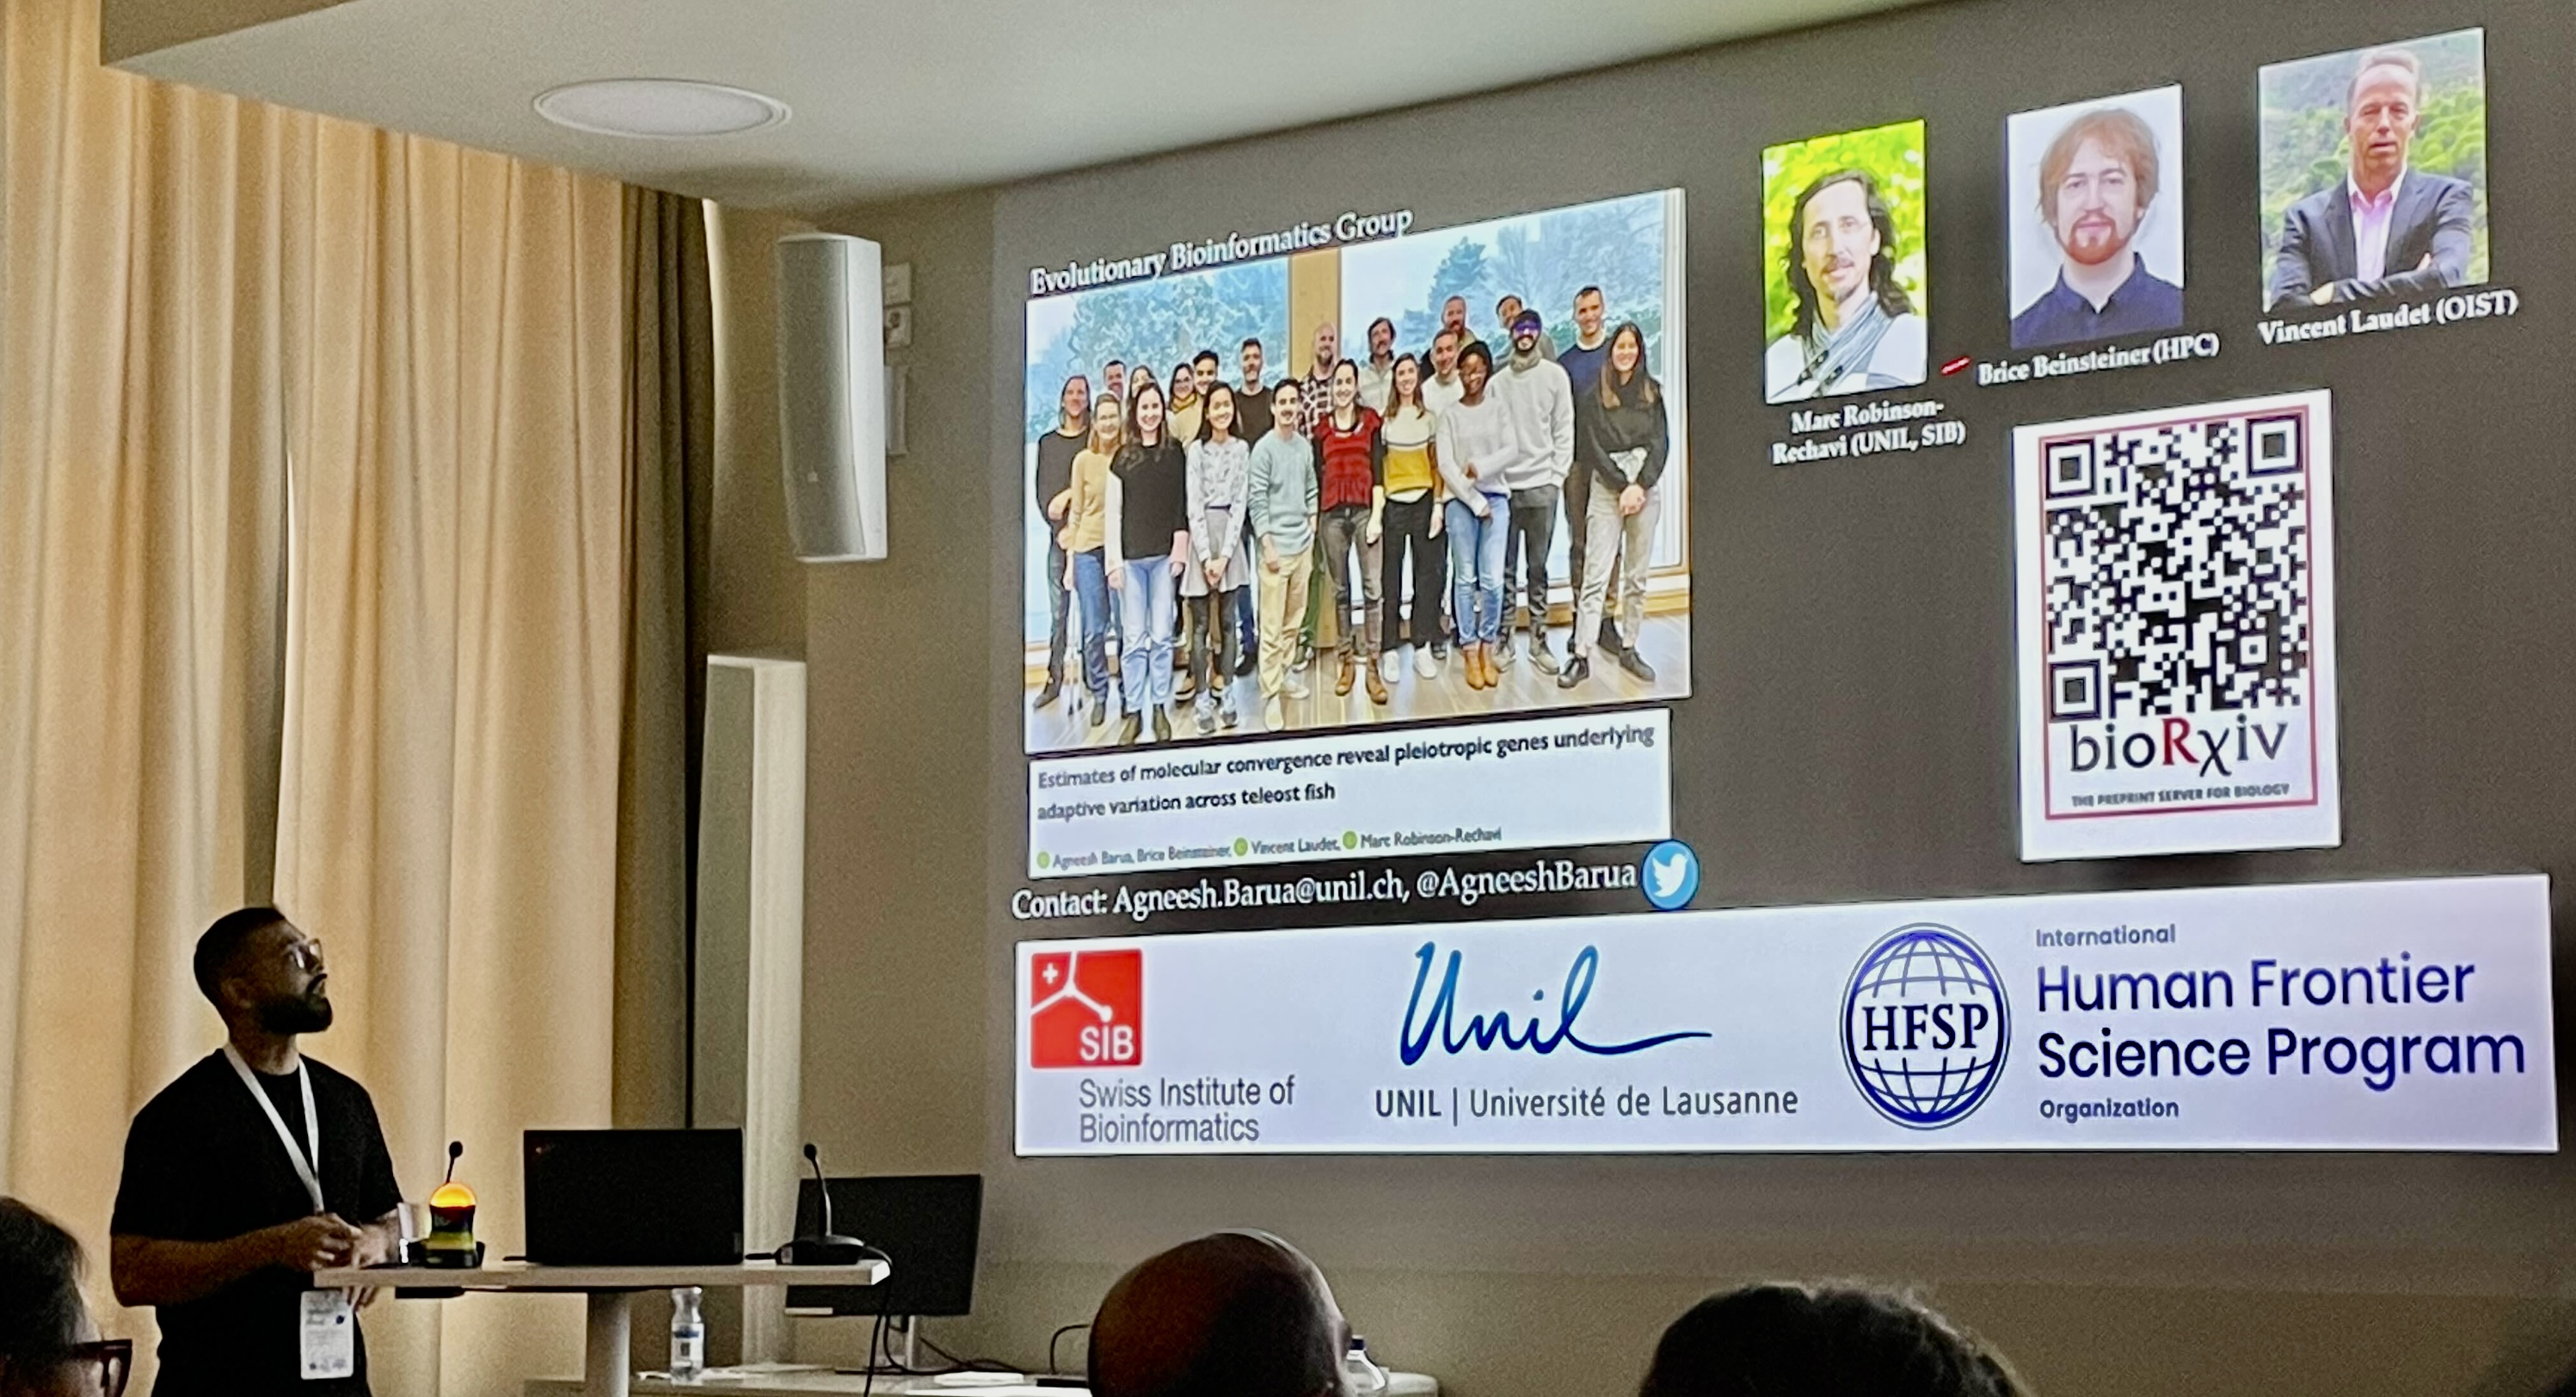 Evolutionary Bioinformatics Group
Marc Robinson-
Rechavi (UNIL, SIB)
Brice Beinsteiner (HPC)
Vincent Laudet (OIST)
bioRχiv
THE PREPRINT SERVER FOR BIOLOGY
Estimates of molecular convergence reveal pleiotropic genes underlying
adaptive variation across teleost fish
Agneesh Barua, Brice Beinsteiner, Vincent Laudet, Marc Robinson-Rechavi
Contact: Agneesh.Barua@unil.ch, @AgneeshBarua
SIB
Swiss Institute of
Bioinformatics
Unil
UNIL | Université de Lausanne
HFSP
International
Human Frontier
Science Program
Organization